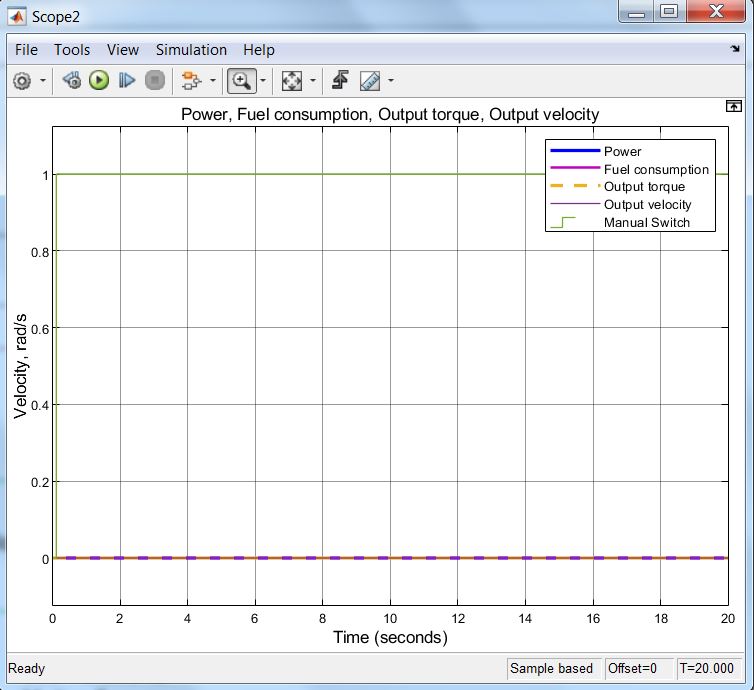 Scope2
File Tools View Simulation Help
Power, Fuel consumption, Output torque, Output velocity
Power
Fuel consumption
Output torque
Output velocity
Manual Switch
1
0.8
0.6
0.4
0.2
0
Velocity, rad/s
0 2 4 6 8 10 12 14 16 18 20
Time (seconds)
Ready
Sample based
Offset=0
T=20.000